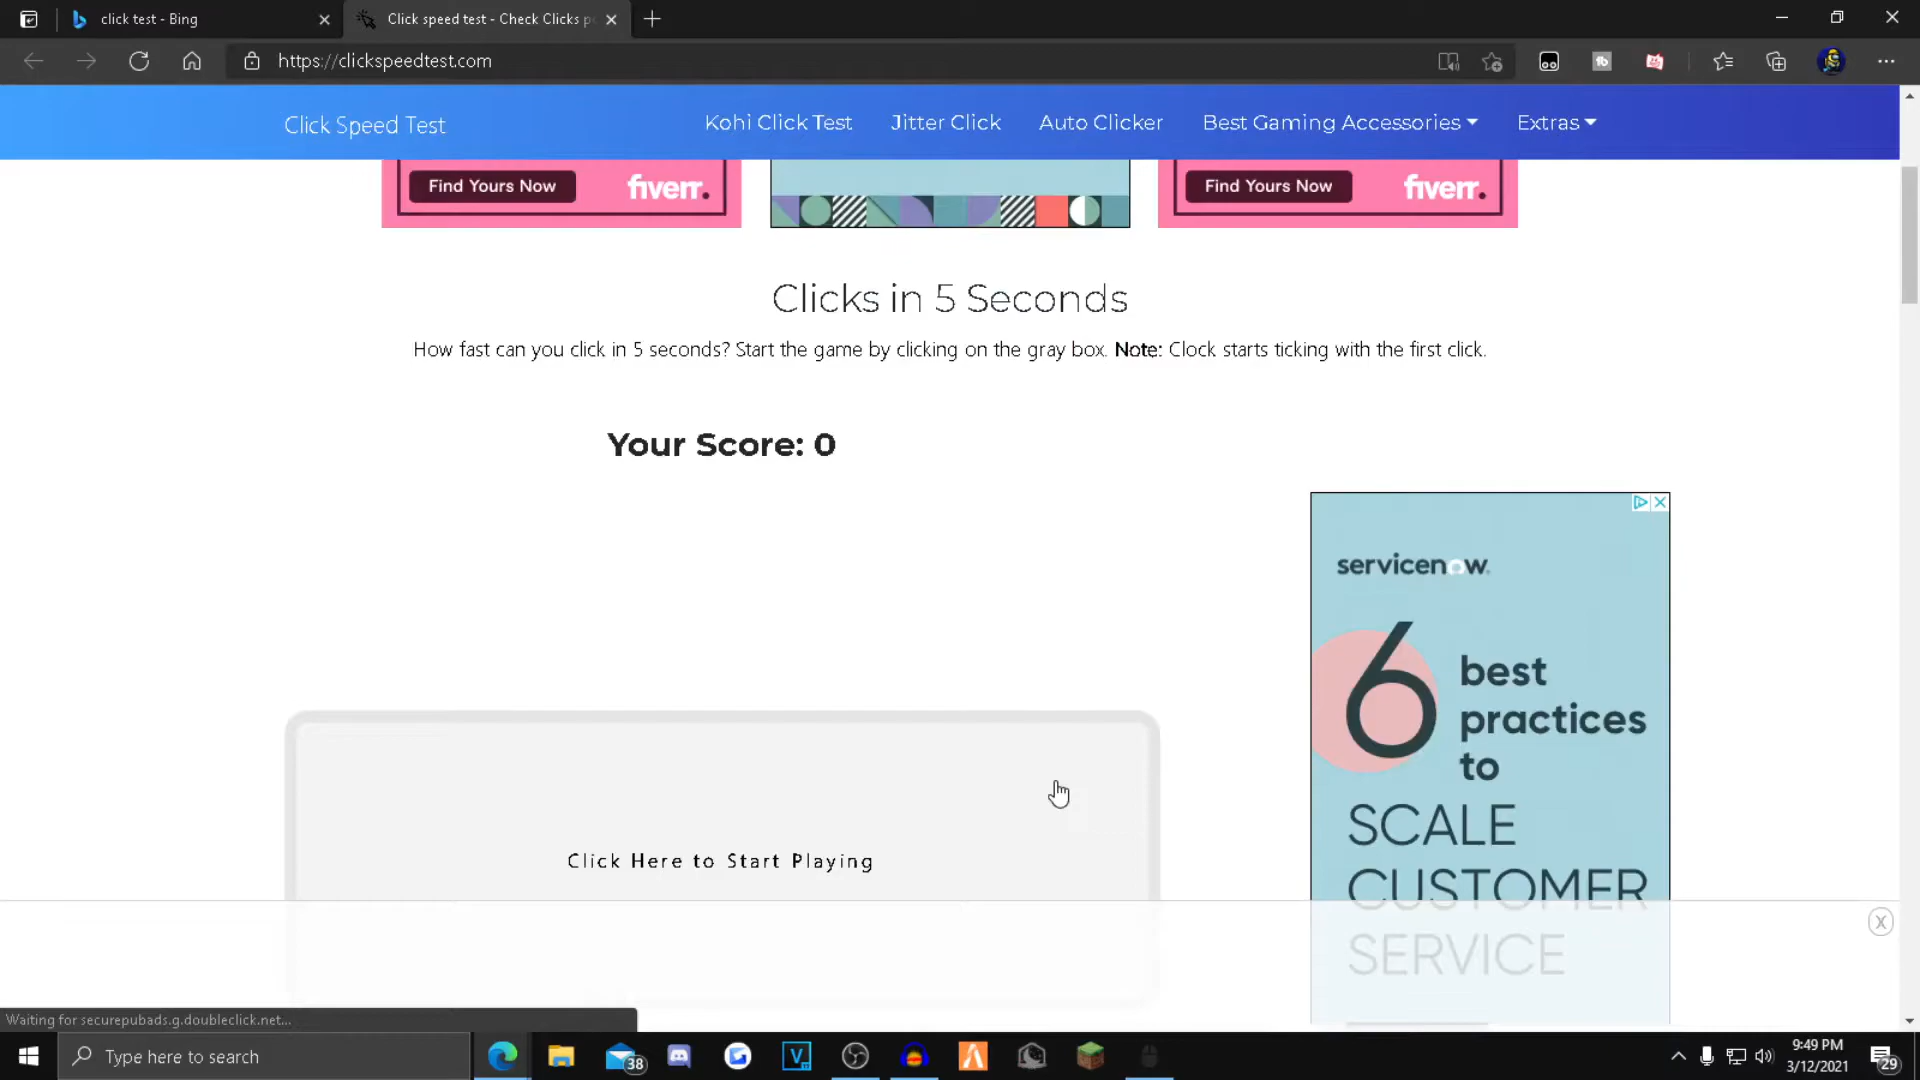 click test - Bing
Click speed test - Check Clicks pe
https://clickspeedtest.com
Click Speed Test
Kohi Click Test
Jitter Click
Auto Clicker
Best Gaming Accessories
Extras
Find Yours Now
fiverr.
Find Yours Now
fiverr.
Clicks in 5 Seconds
How fast can you click in 5 seconds? Start the game by clicking on the gray box. Note: Clock starts ticking with the first click.
Your Score: 0
servicenow
6
best
practices
to
SCALE
CUSTOMER
SERVICE
Click Here to Start Playing
X
Waiting for securepubads.g.doubleclick.net...
Type here to search
38
9:49 PM
3/12/2021
29